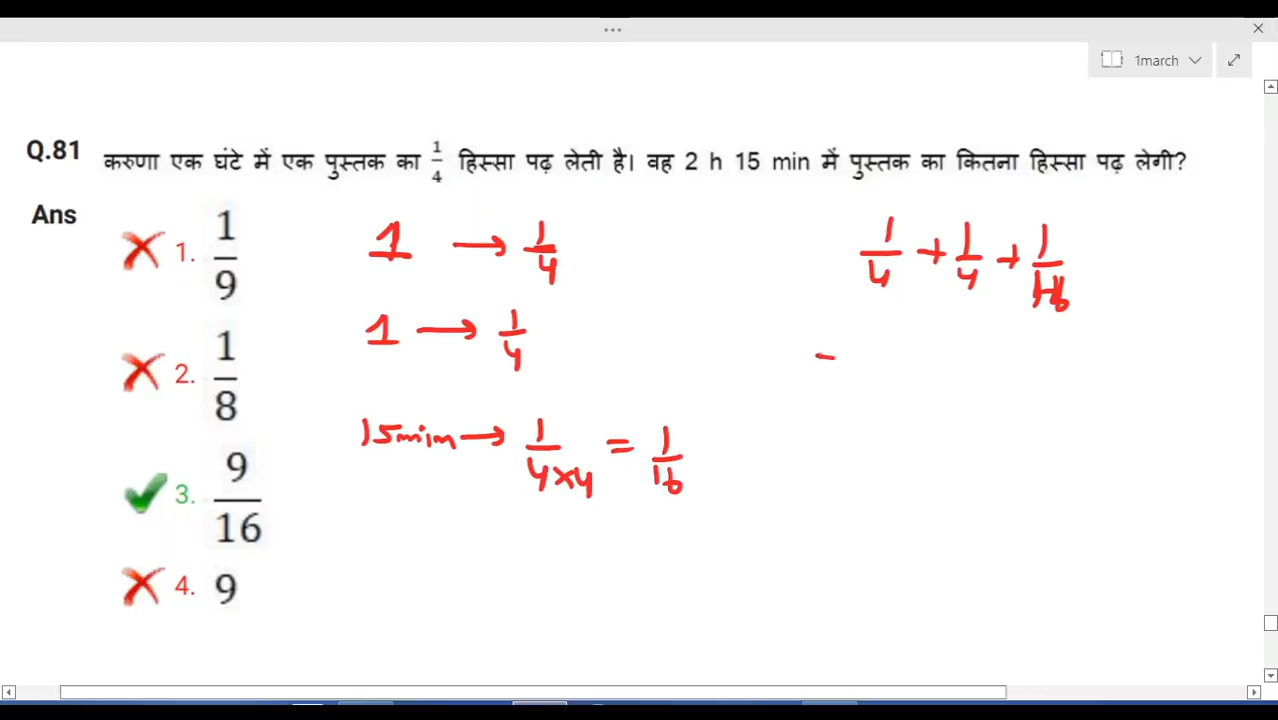 1march
Q.81 करुणा एक घंटे में एक पुस्तक का 1/4 हिस्सा पढ़ लेती है। वह 2 h 15 min में पुस्तक का कितना हिस्सा पढ़ लेगी?
Ans
1. 1/9
2. 1/8
3. 9/16
4. 9
1 → 1/4
1 → 1/4
15min → 1/4×4 = 1/16
1/4 + 1/4 + 1/16